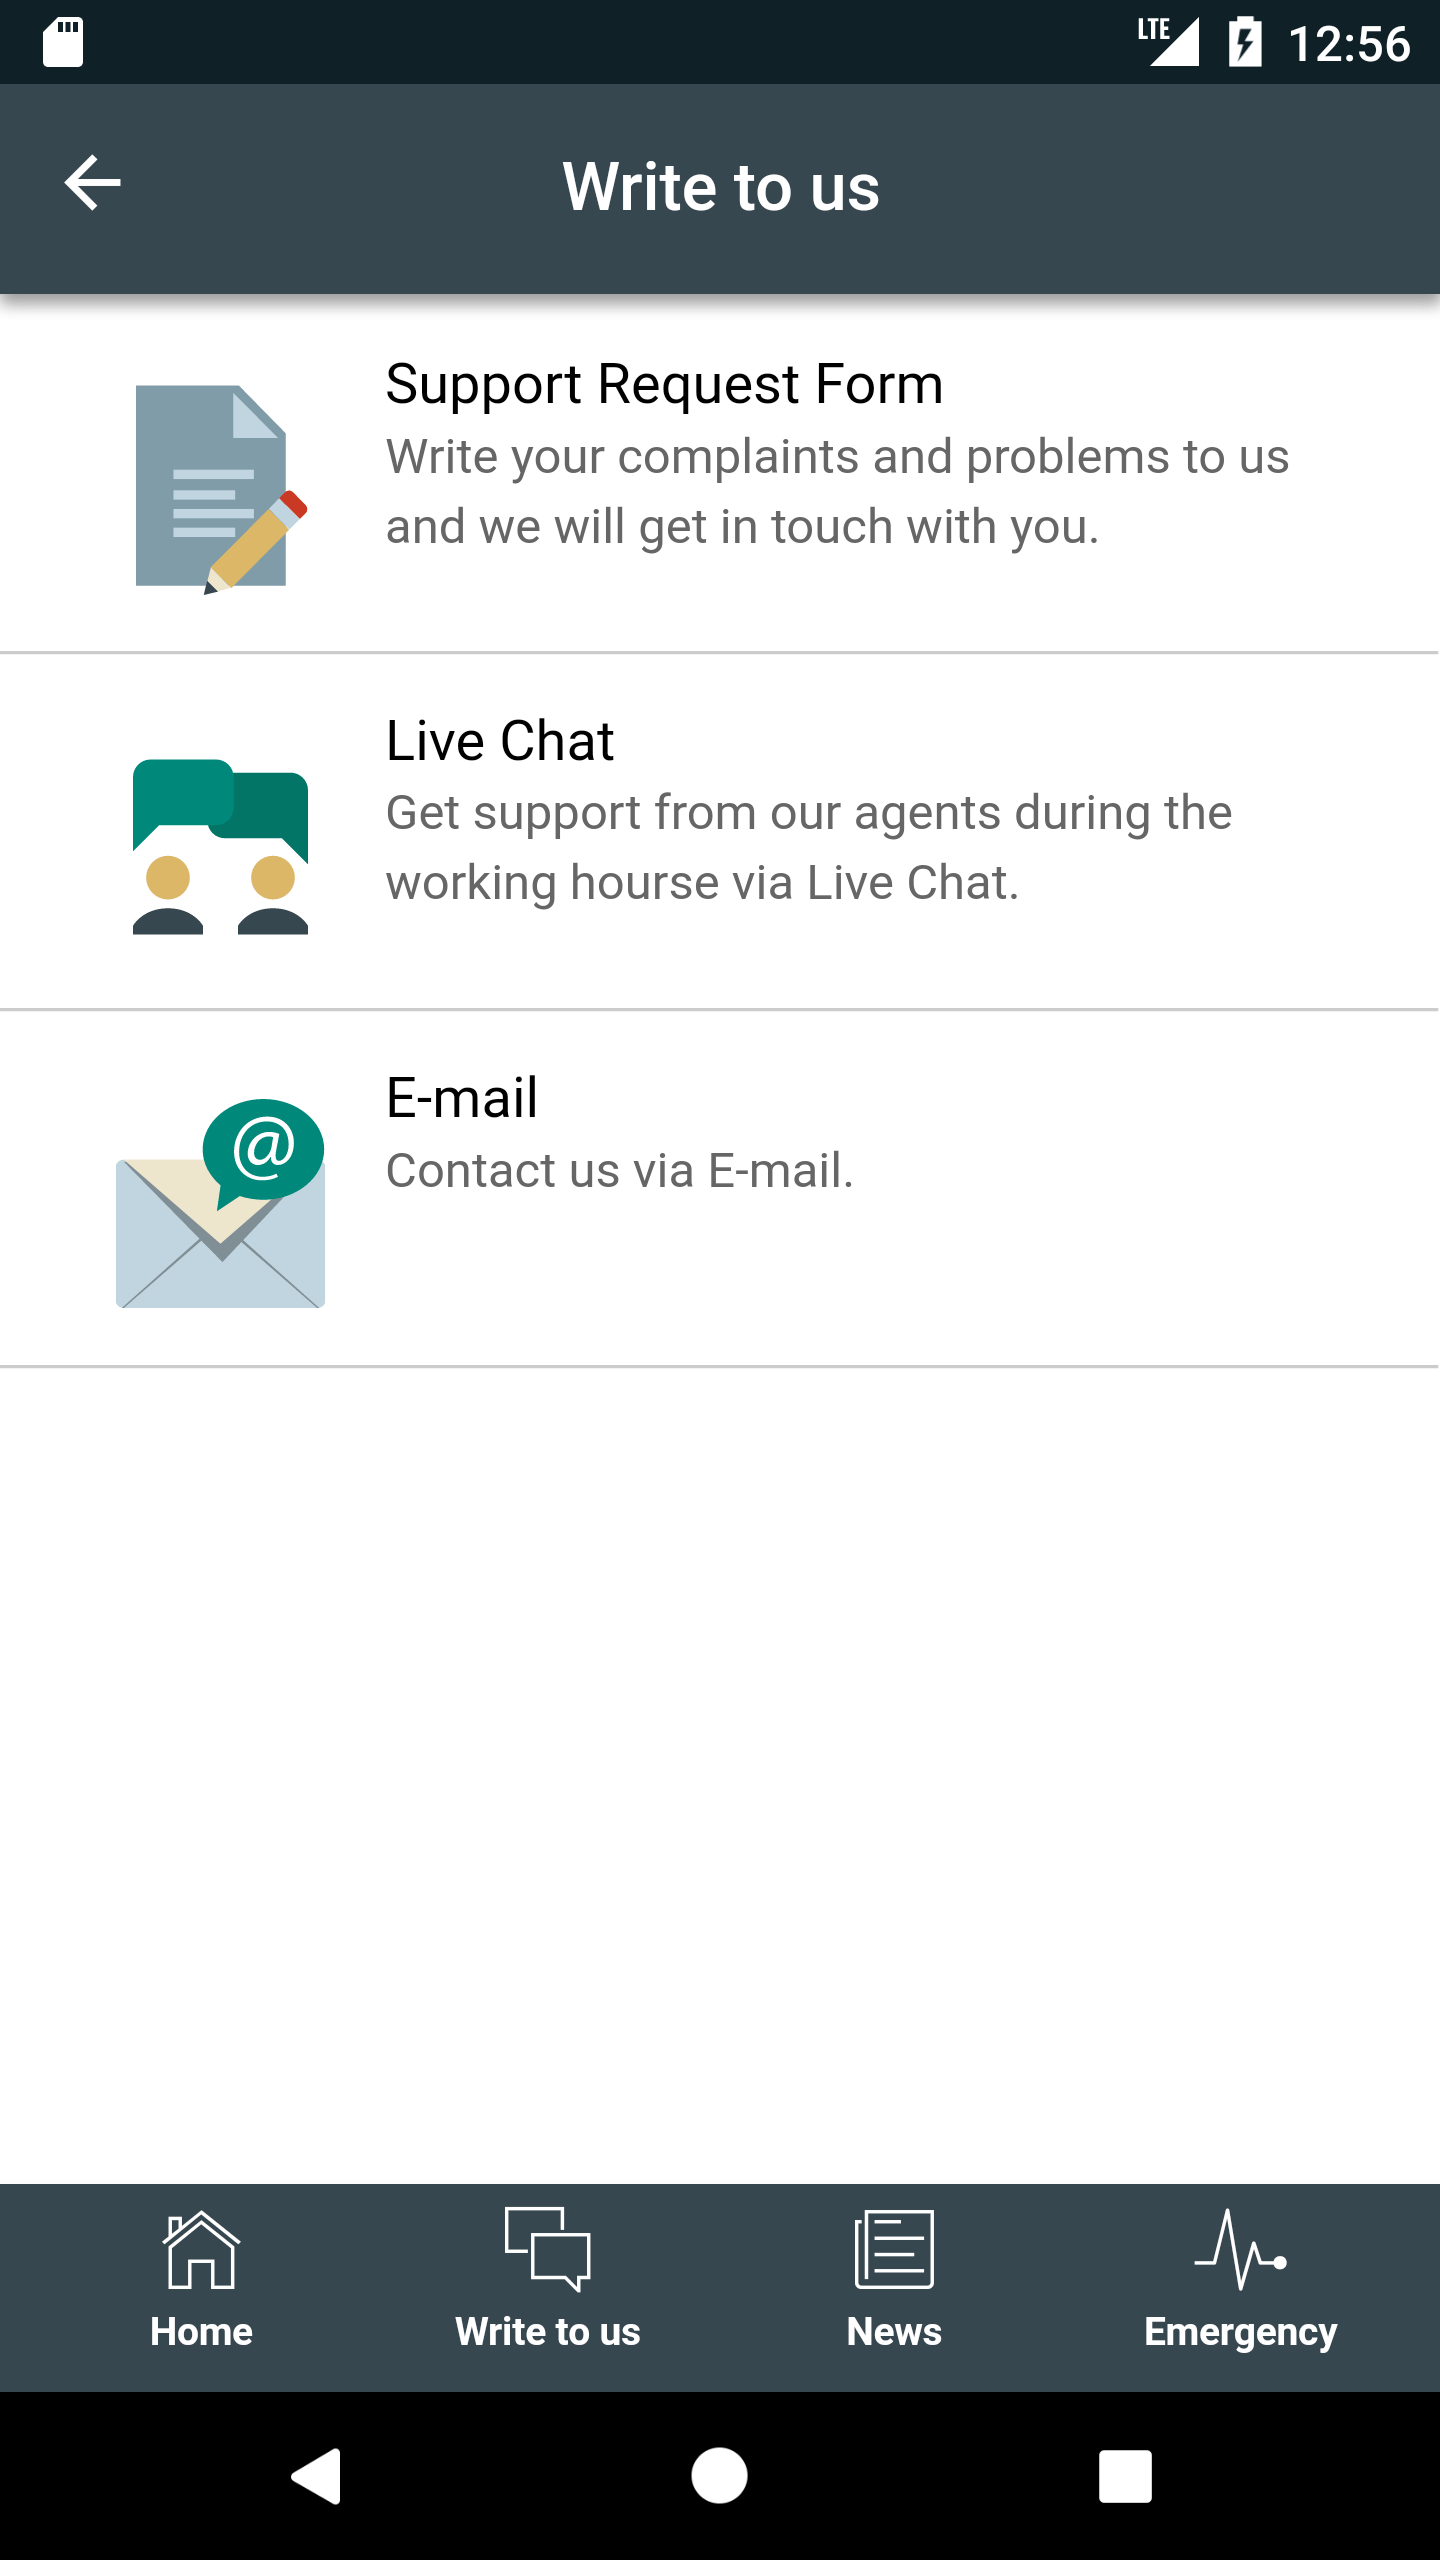 LTE 12:56
Write to us
Support Request Form
Write your complaints and problems to us
and we will get in touch with you.
Live Chat
Get support from our agents during the
working hourse via Live Chat.
@
E-mail
Contact us via E-mail.
Home Write to us News Emergency